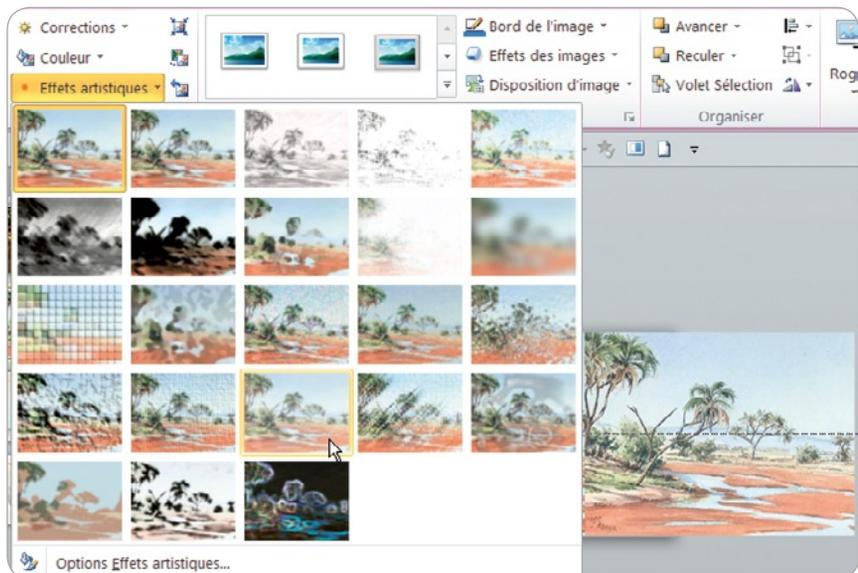 Corrections
Couleur
Effets artistiques
Bord de l'image
Effets des images
Disposition d'image
Avancer
Reculer
Volet Sélection
Organiser
Options Effets artistiques...